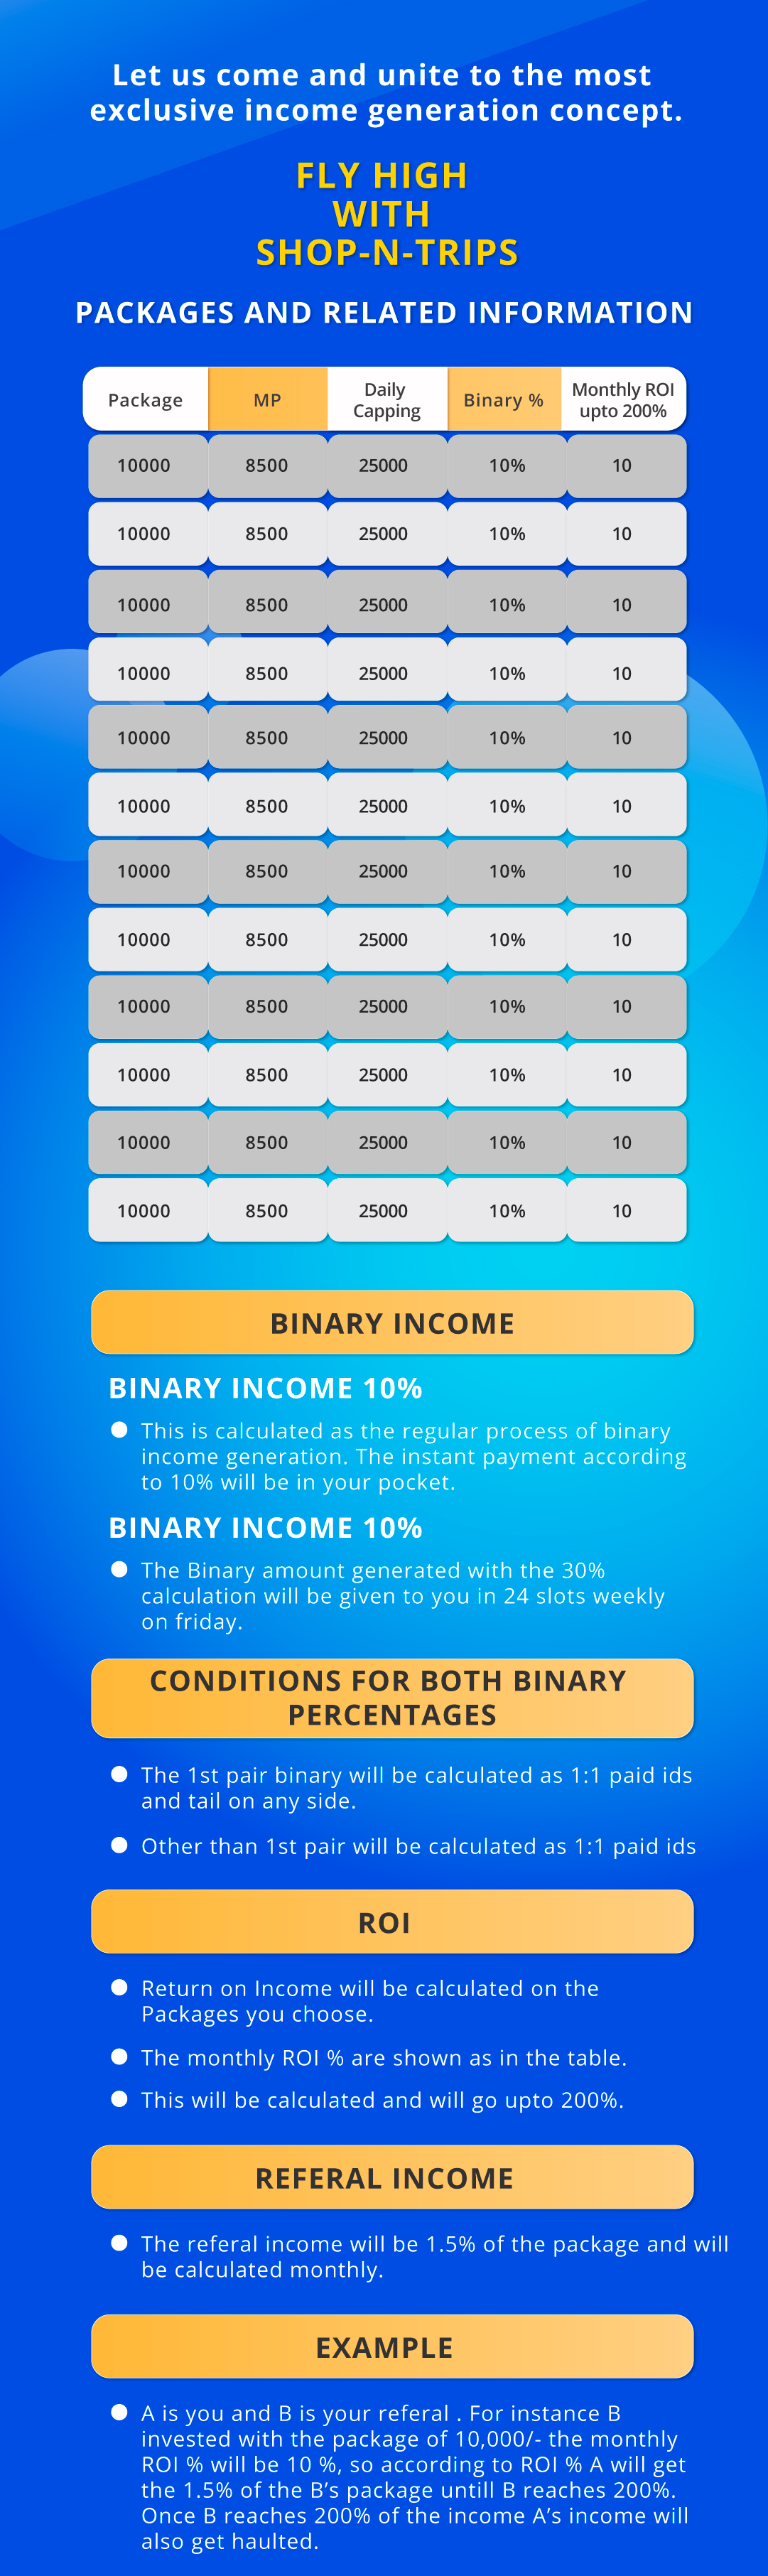 Let us come and unite to the most
exclusive income generation concept.
FLY HIGH
WITH
SHOP-N-TRIPS
PACKAGES AND RELATED INFORMATION
Package MP Daily Capping Binary % Monthly ROI upto 200%
10000 8500 25000 10% 10
10000 8500 25000 10% 10
10000 8500 25000 10% 10
10000 8500 25000 10% 10
10000 8500 25000 10% 10
10000 8500 25000 10% 10
10000 8500 25000 10% 10
10000 8500 25000 10% 10
10000 8500 25000 10% 10
10000 8500 25000 10% 10
10000 8500 25000 10% 10
10000 8500 25000 10% 10
BINARY INCOME
BINARY INCOME 10%
This is calculated as the regular process of binary
income generation. The instant payment according
to 10% will be in your pocket.
BINARY INCOME 10%
The Binary amount generated with the 30%
calculation will be given to you in 24 slots weekly
on friday.
CONDITIONS FOR BOTH BINARY
PERCENTAGES
The 1st pair binary will be calculated as 1:1 paid ids
and tail on any side.
Other than 1st pair will be calculated as 1:1 paid ids
ROI
Return on Income will be calculated on the
Packages you choose.
The monthly ROI % are shown as in the table.
This will be calculated and will go upto 200%.
REFERAL INCOME
The referal income will be 1.5% of the package and will
be calculated monthly.
EXAMPLE
A is you and B is your referal . For instance B
invested with the package of 10,000/- the monthly
ROI % will be 10 %, so according to ROI % A will get
the 1.5% of the B's package untill B reaches 200%.
Once B reaches 200% of the income A's income will
also get haulted.